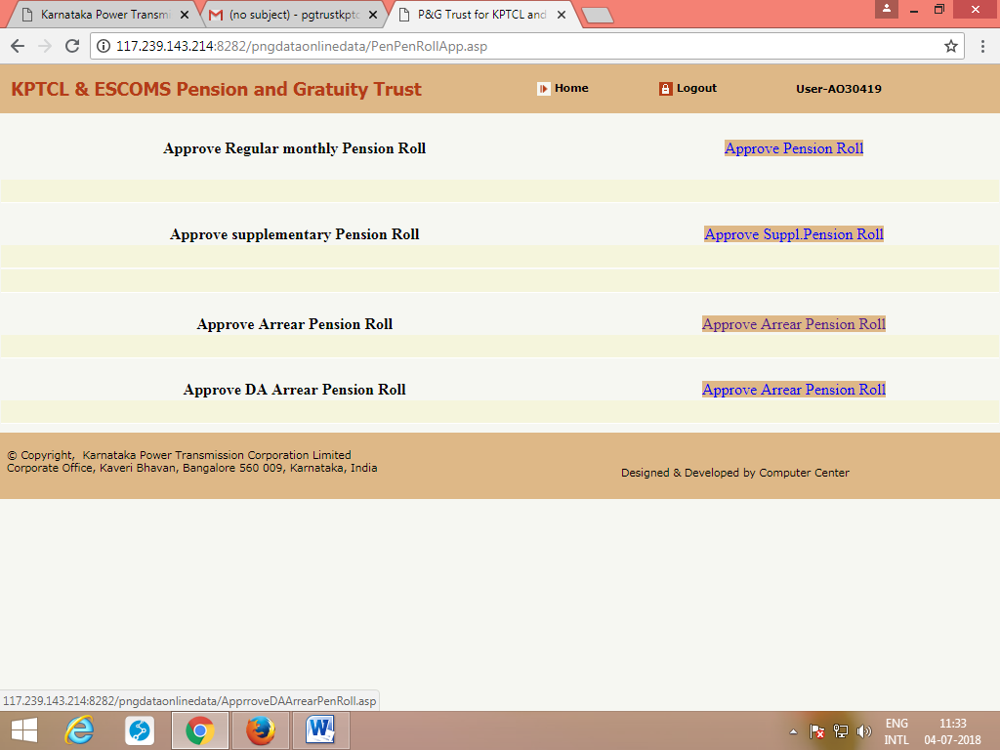 Karnataka Power Transmi
(no subject) - pgtrustkptc
P&G Trust for KPTCL and
117.239.143.214:8282/pngdataonlinedata/PenPenRollApp.asp
KPTCL & ESCOMS Pension and Gratuity Trust
Home
Logout
User-AO30419
Approve Regular monthly Pension Roll
Approve Pension Roll
Approve supplementary Pension Roll
Approve Suppl.Pension Roll
Approve Arrear Pension Roll
Approve Arrear Pension Roll
Approve DA Arrear Pension Roll
Approve Arrear Pension Roll
© Copyright, Karnataka Power Transmission Corporation Limited
Corporate Office, Kaveri Bhavan, Bangalore 560 009, Karnataka, India
Designed & Developed by Computer Center
117.239.143.214:8282/pngdataonlinedata/ApprroveDAArrearPenRoll.asp
ENG
INTL
11:33
04-07-2018